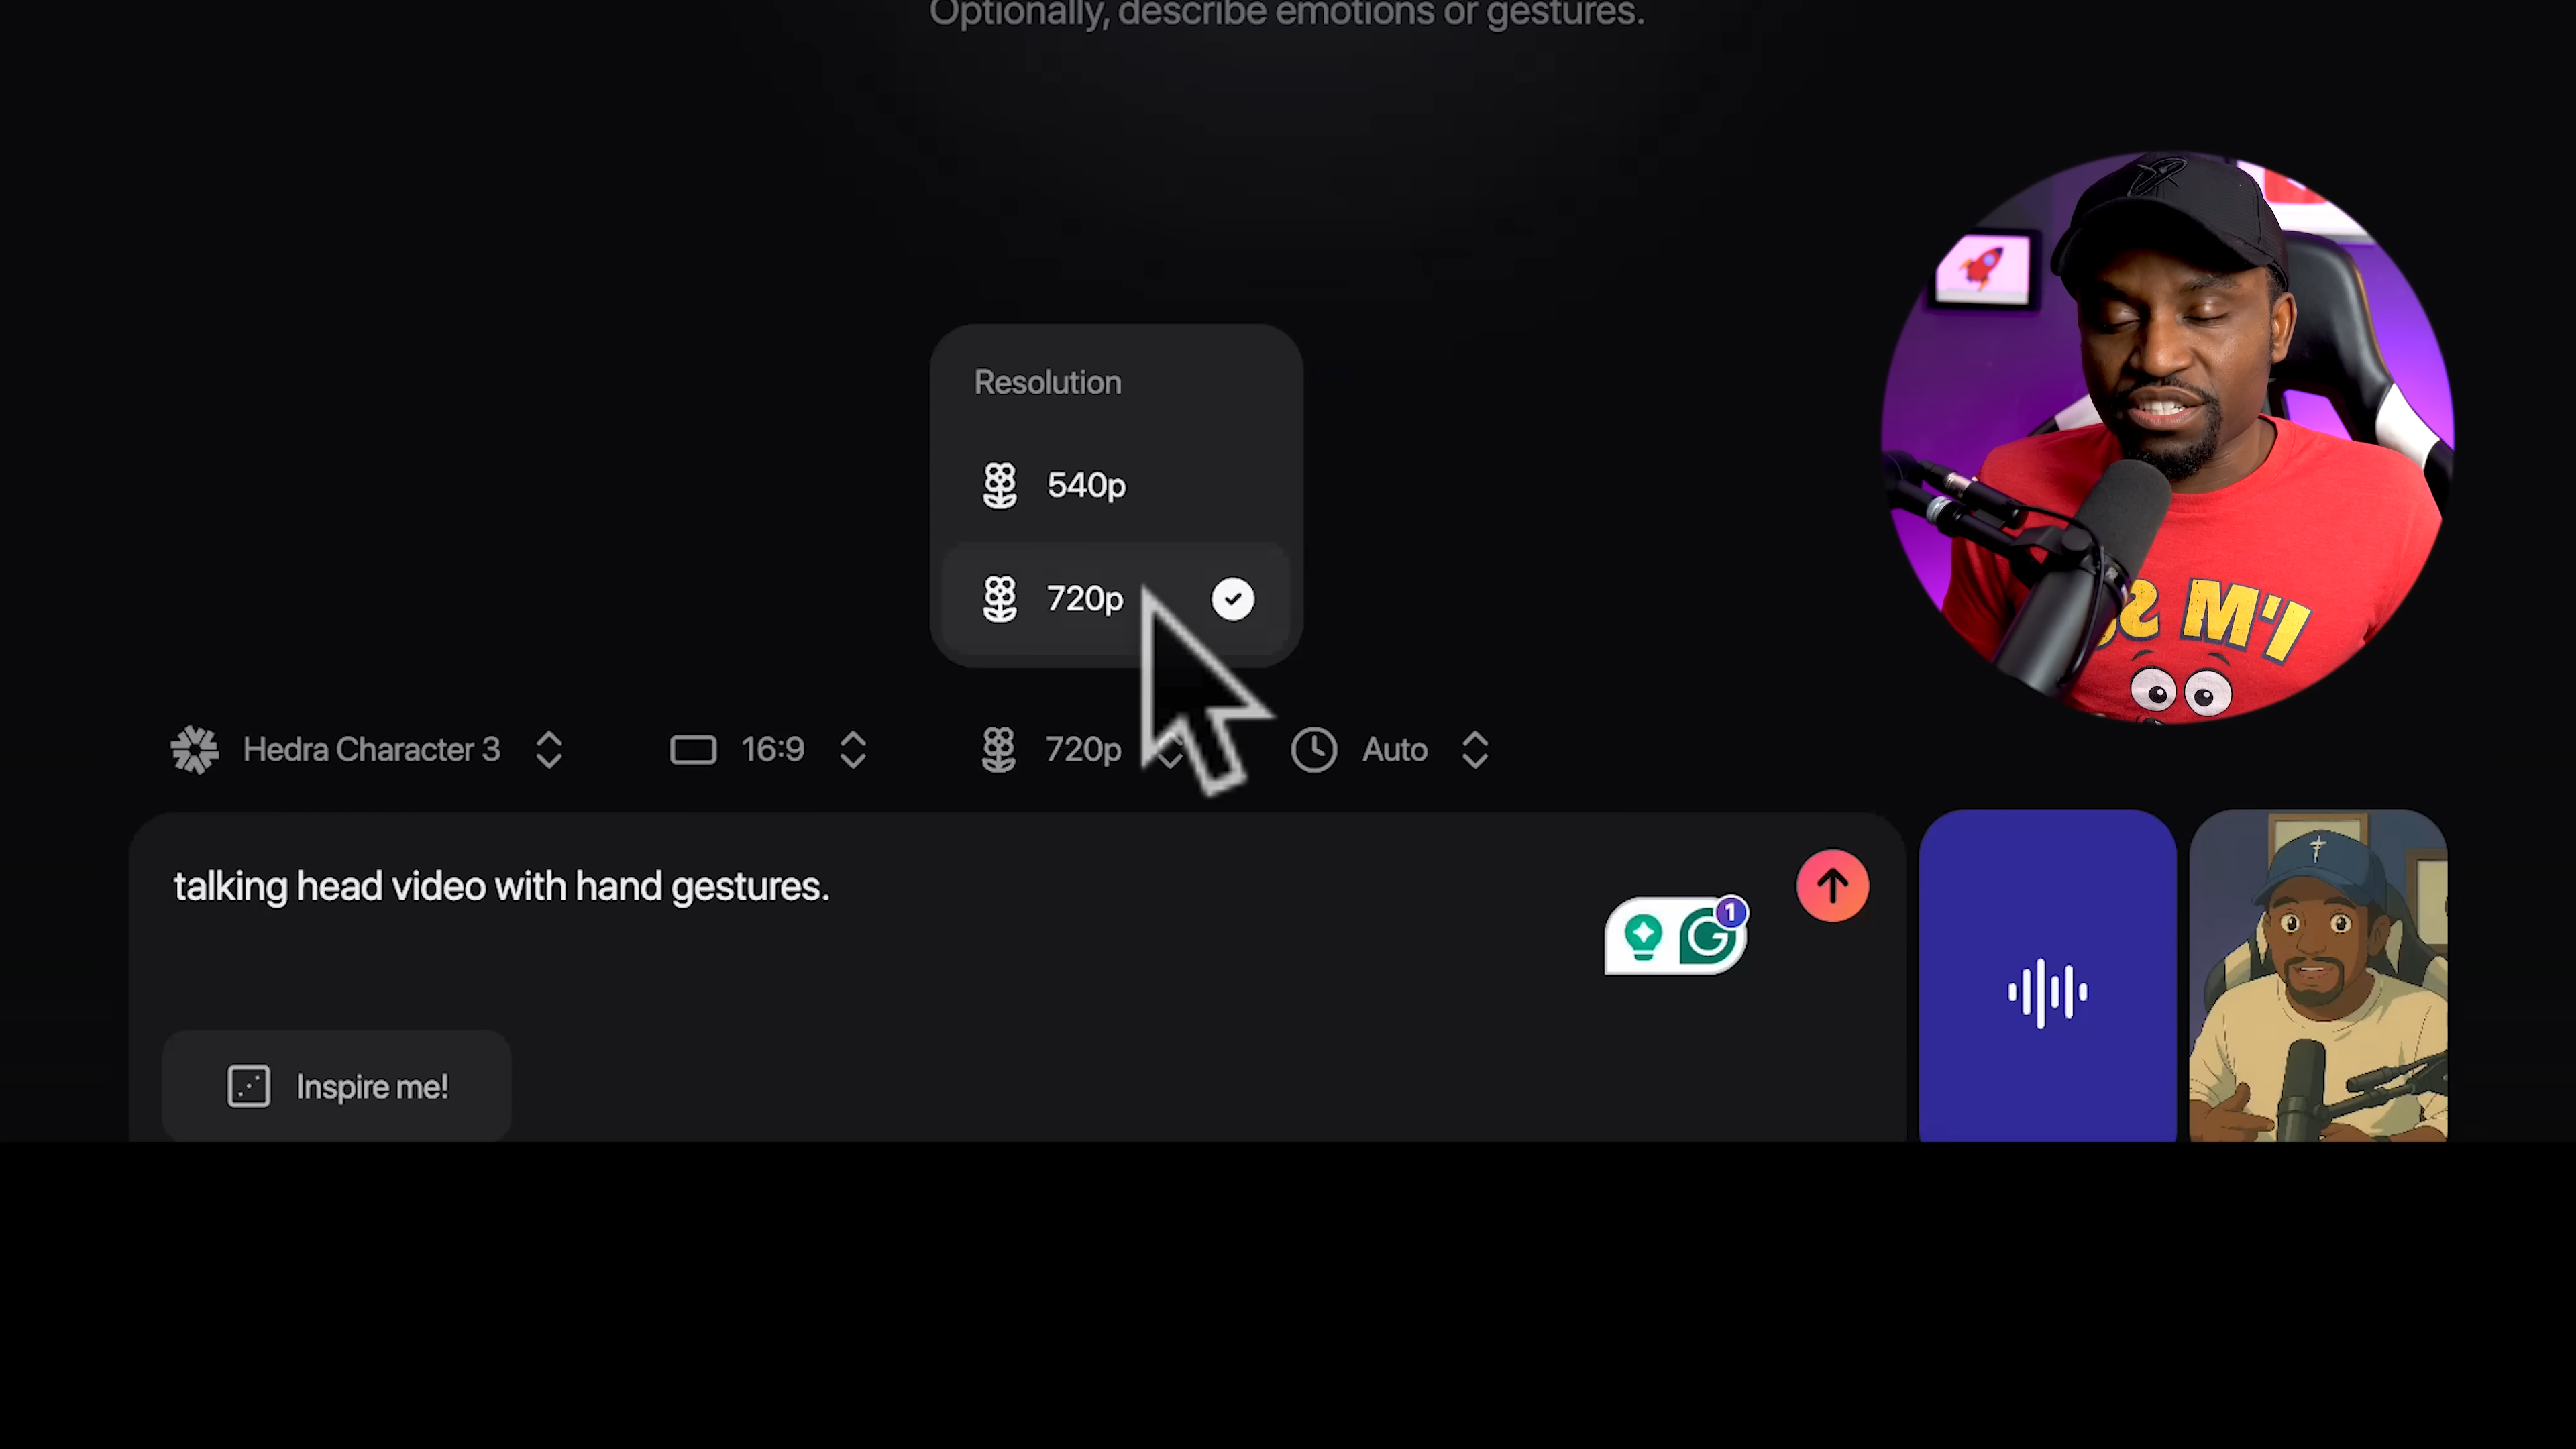 Optionally, describe emotions or gestures.
Resolution
540p
720p
Hedra Character 3
16:9
720p
Auto
talking head video with hand gestures.
1
Inspire me!
I'M